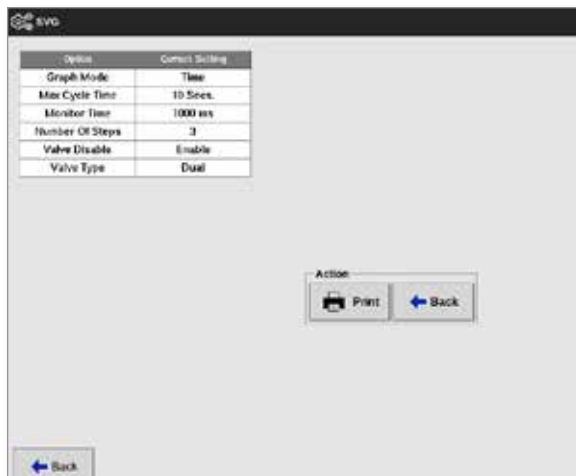 SVG
Option Current Setting
Graph Mode Time
Max Cycle Time 10 Secs.
Monitor Time 1000 ms
Number Of Steps 3
Valve Disable Enable
Valve Type Dual
Action
Print Back
Back